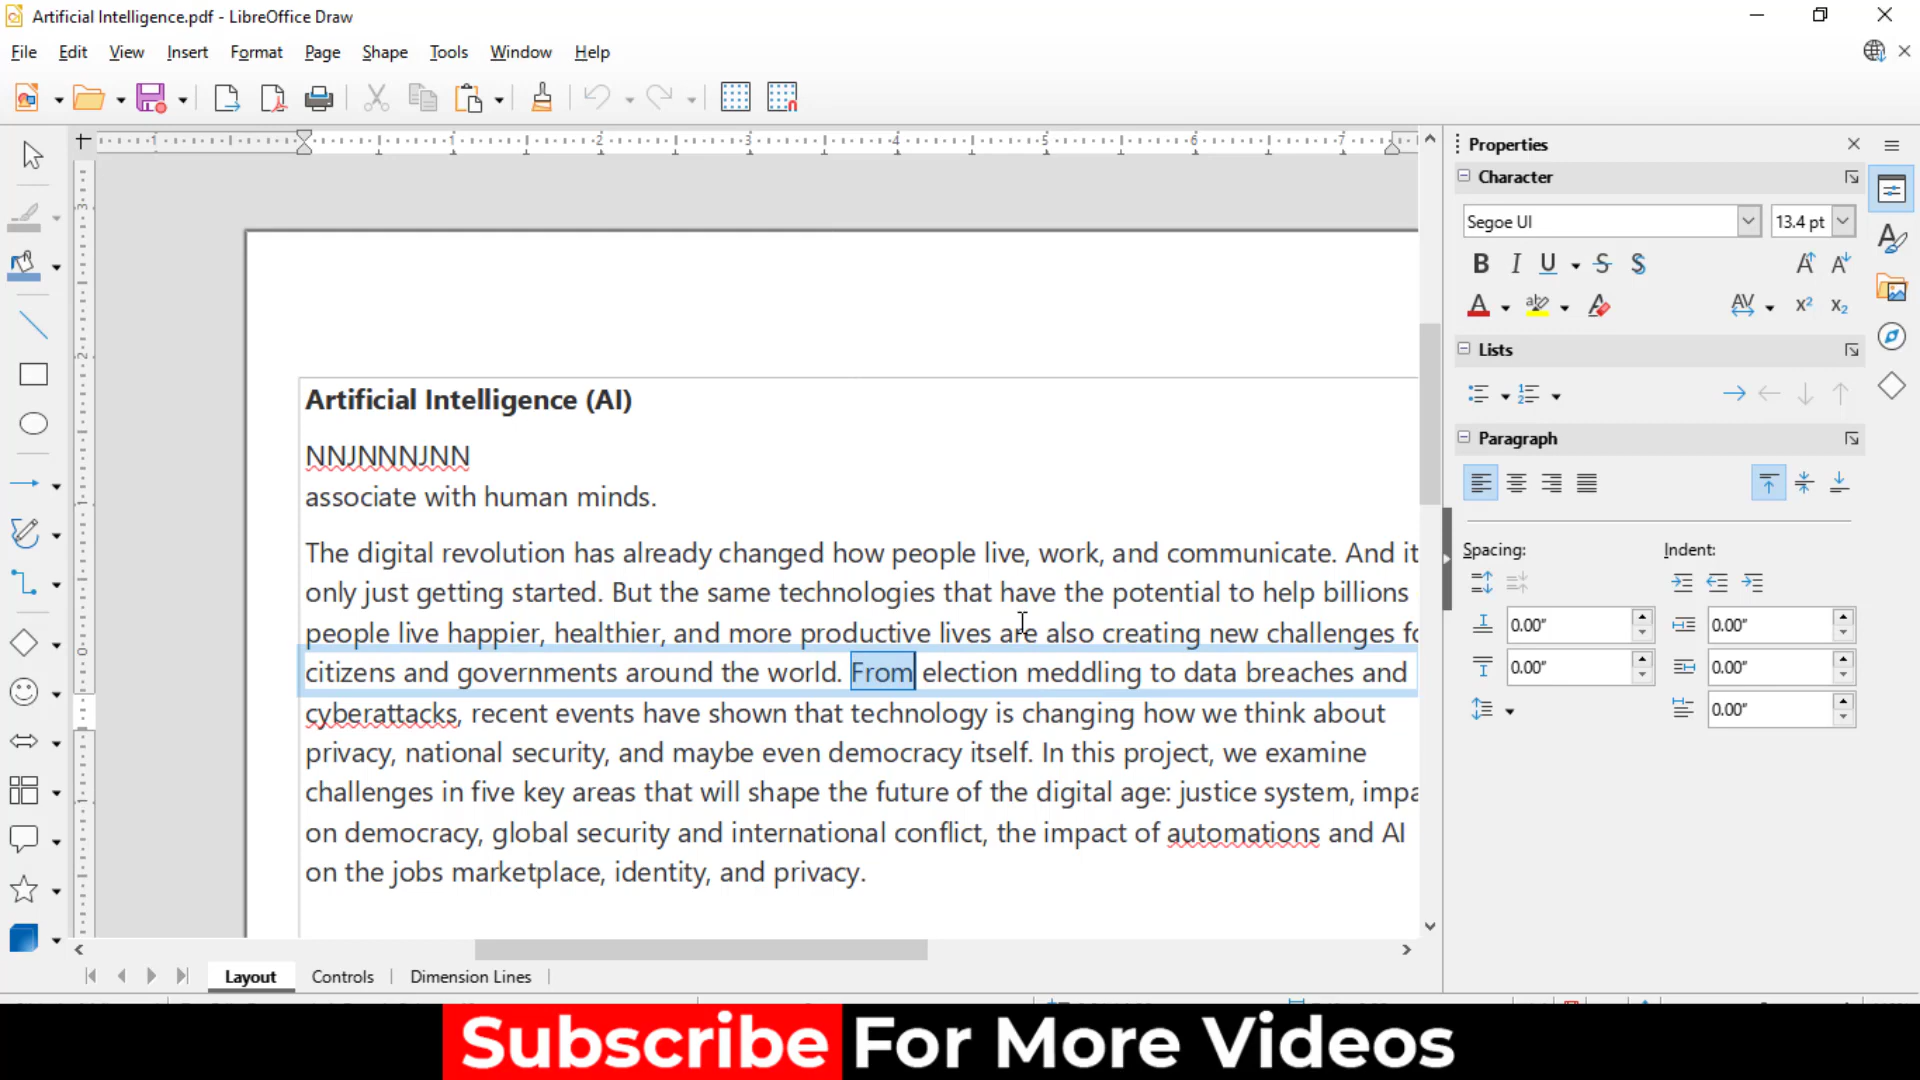 Artificial Intelligence.pdf - LibreOffice Draw
File Edit View Insert Format Page Shape Tools Window Help
Properties
Character
Segoe UI 13.4 pt
Lists
Paragraph
Spacing: Indent:
0.00" 0.00"
0.00" 0.00"
0.00"
Artificial Intelligence (AI)
NNJNNNJNN
associate with human minds.
The digital revolution has already changed how people live, work, and communicate. And it
only just getting started. But the same technologies that have the potential to help billions
people live happier, healthier, and more productive lives are also creating new challenges fo
citizens and governments around the world. From election meddling to data breaches and
cyberattacks, recent events have shown that technology is changing how we think about
privacy, national security, and maybe even democracy itself. In this project, we examine
challenges in five key areas that will shape the future of the digital age: justice system, impa
on democracy, global security and international conflict, the impact of automations and AI
on the jobs marketplace, identity, and privacy.
Layout Controls Dimension Lines
Subscribe For More Videos